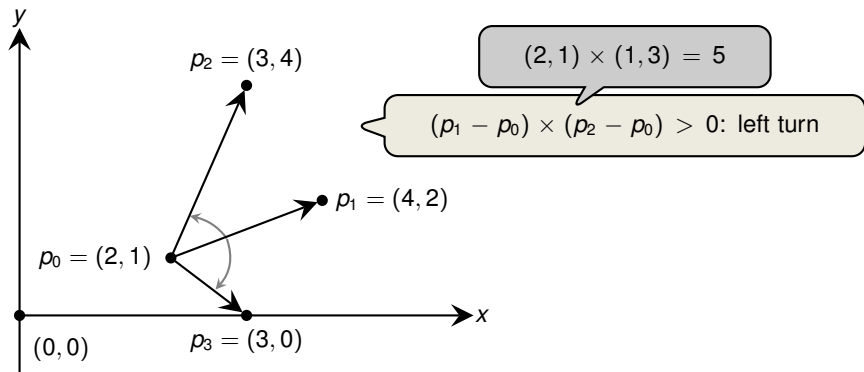 y
p₂ = (3, 4)
(2, 1) × (1, 3) = 5
(p₁ − p₀) × (p₂ − p₀) > 0: left turn
p₁ = (4, 2)
p₀ = (2, 1)
x
(0, 0)
p₃ = (3, 0)